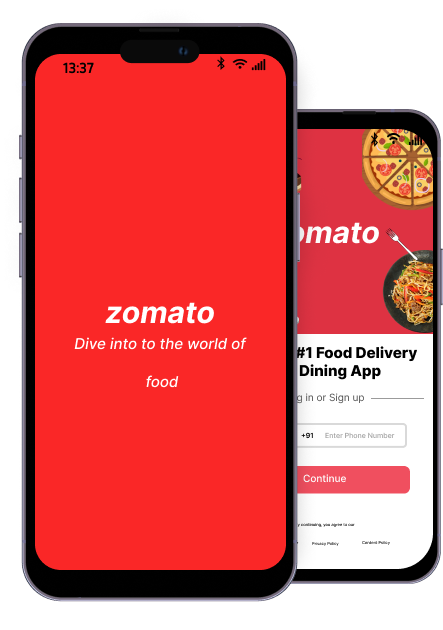 13:37
zomato
Dive into to the world of
food
omato
#1 Food Delivery
Dining App
g in or Sign up
+91 Enter Phone Number
Continue
y continuing, you agree to our
Privacy Policy Content Policy